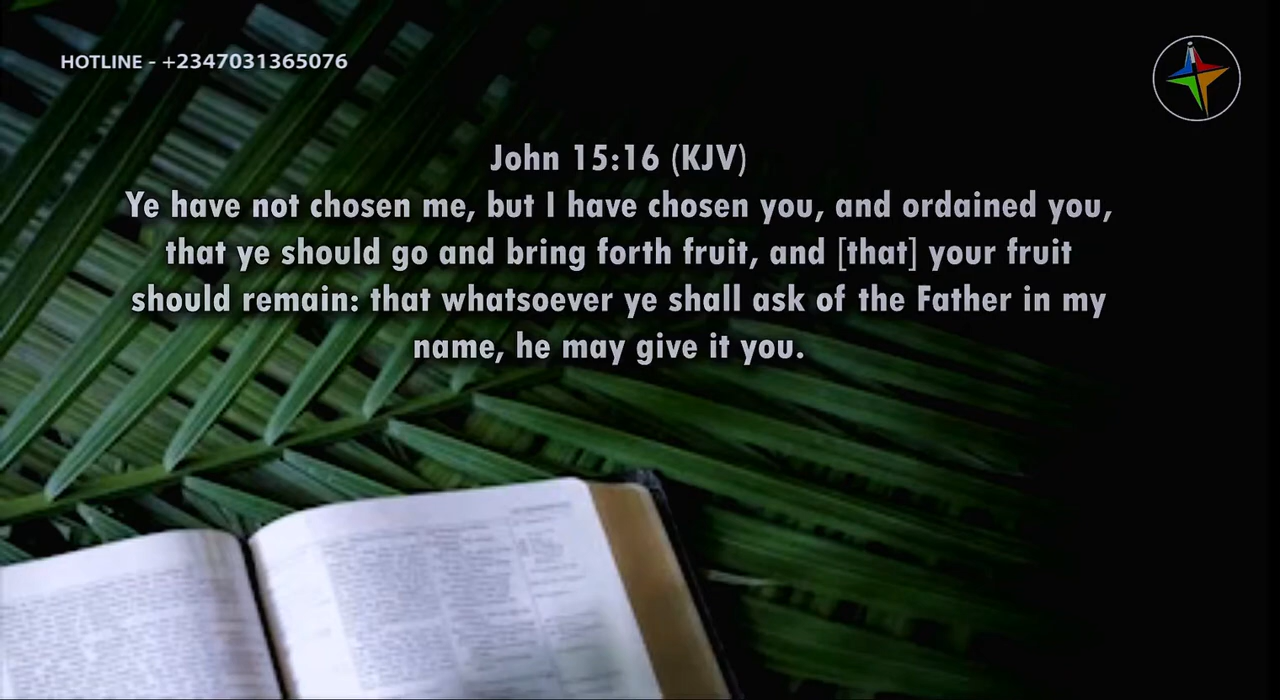 HOTLINE - +2347031365076
John 15:16 (KJV)
Ye have not chosen me, but I have chosen you, and ordained you,
that ye should go and bring forth fruit, and [that] your fruit
should remain: that whatsoever ye shall ask of the Father in my
name, he may give it you.